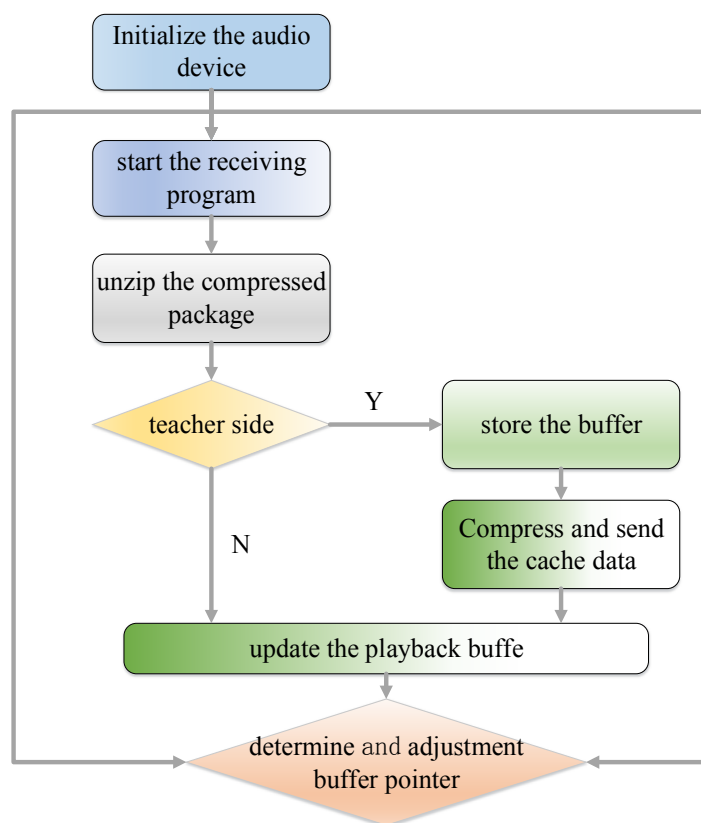 Initialize the audio
device
start the receiving
program
unzip the compressed
package
teacher side
Y
store the buffer
Compress and send
the cache data
N
update the playback buffe
determine and adjustment
buffer pointer